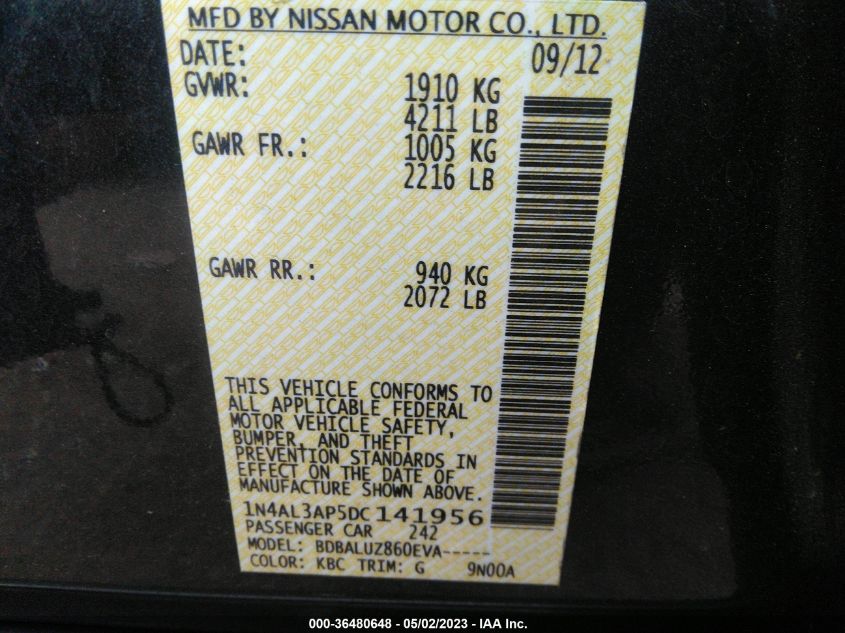 MFD BY NISSAN MOTOR CO., LTD.
DATE: 09/12
GVWR: 1910 KG
4211 LB
GAWR FR.: 1005 KG
2216 LB
GAWR RR.: 940 KG
2072 LB
THIS VEHICLE CONFORMS TO
ALL APPLICABLE FEDERAL
MOTOR VEHICLE SAFETY,
BUMPER, AND THEFT
PREVENTION STANDARDS IN
EFFECT ON THE DATE OF
MANUFACTURE SHOWN ABOVE.
1N4AL3AP5DC141956
PASSENGER CAR 242
MODEL: BDBALUZ860EVA-----
COLOR: KBC TRIM: G 9N00A
000-36480648 - 05/02/2023 - IAA Inc.